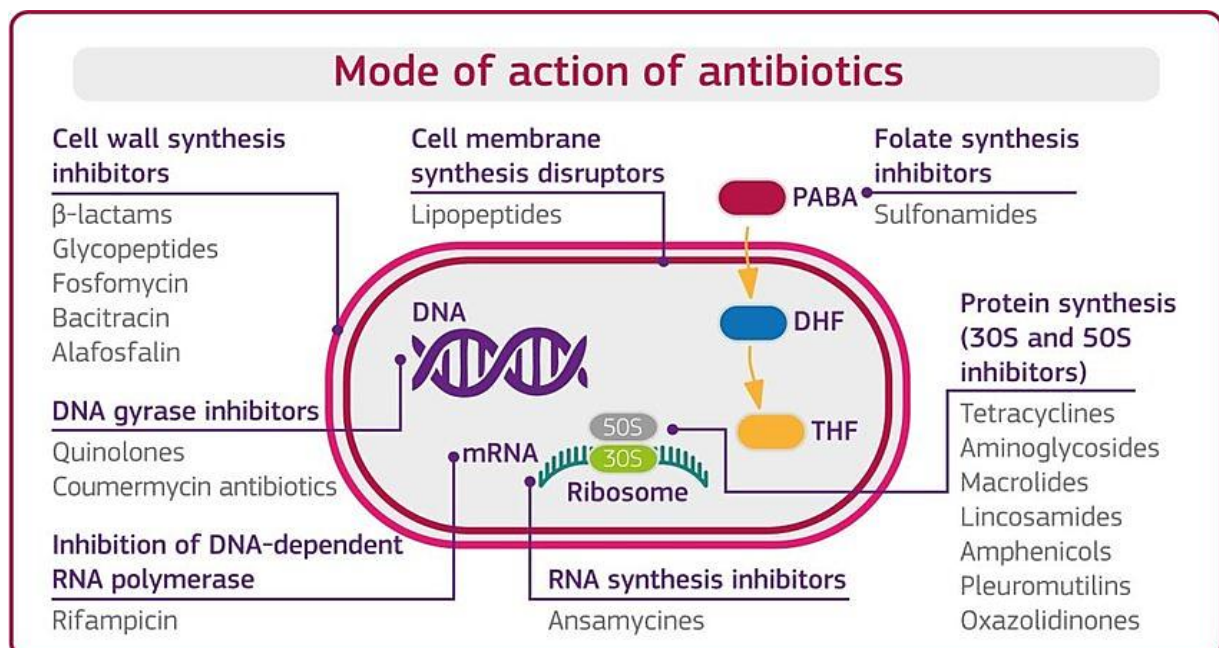 Mode of action of antibiotics
Cell wall synthesis
inhibitors
β-lactams
Glycopeptides
Fosfomycin
Bacitracin
Alafosfalin
Cell membrane
synthesis disruptors
Lipopeptides
Folate synthesis
inhibitors
Sulfonamides
PABA
DHF
THF
DNA
DNA gyrase inhibitors
Quinolones
Coumermycin antibiotics
mRNA
50S
30S
Ribosome
Protein synthesis
(30S and 50S
inhibitors)
Tetracyclines
Aminoglycosides
Macrolides
Lincosamides
Amphenicols
Pleuromutilins
Oxazolidinones
Inhibition of DNA-dependent
RNA polymerase
Rifampicin
RNA synthesis inhibitors
Ansamycines